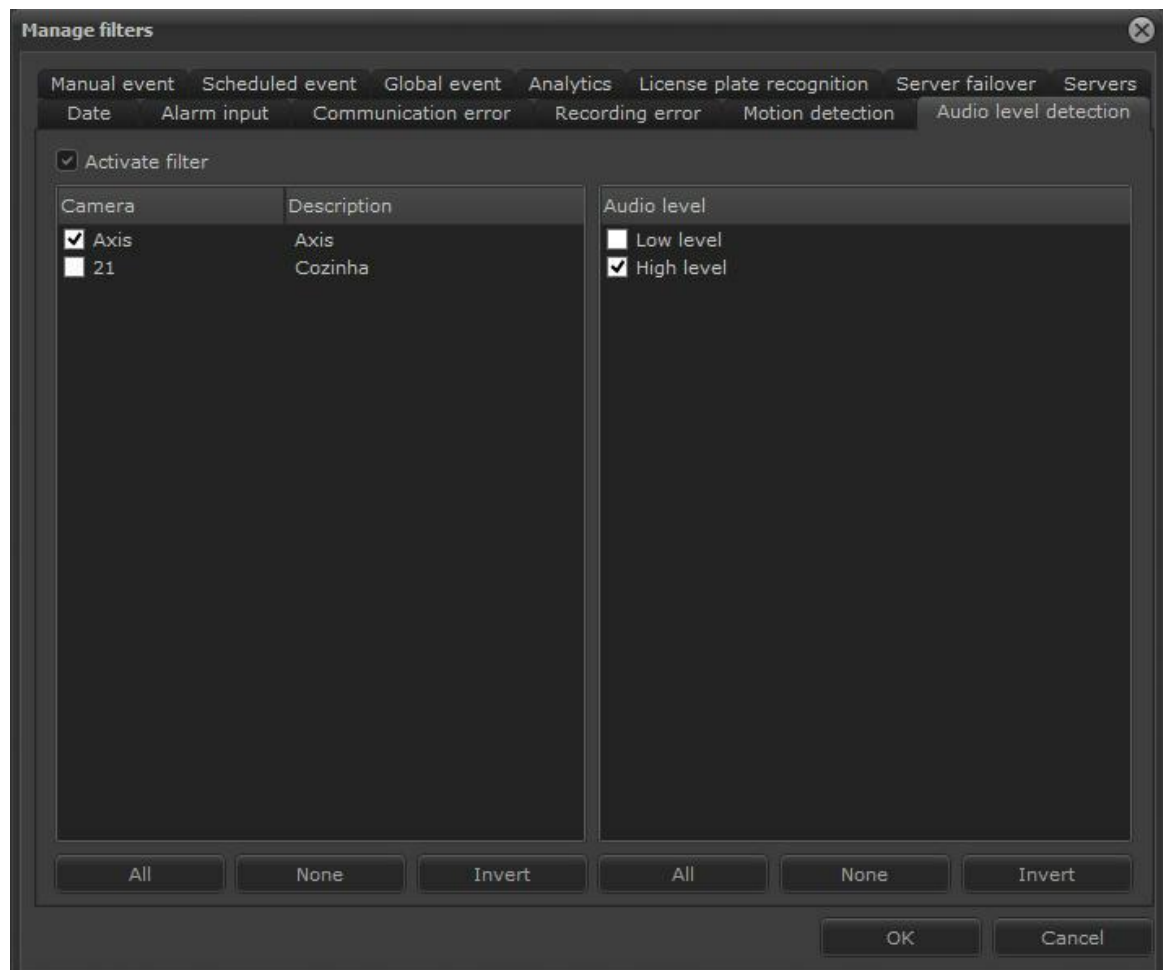 Manage filters
Manual event Scheduled event Global event Analytics License plate recognition Server failover Servers
Date Alarm input Communication error Recording error Motion detection Audio level detection
Activate filter
Camera Description Audio level
Axis Axis Low level
21 Cozinha High level
All None Invert All None Invert
OK Cancel